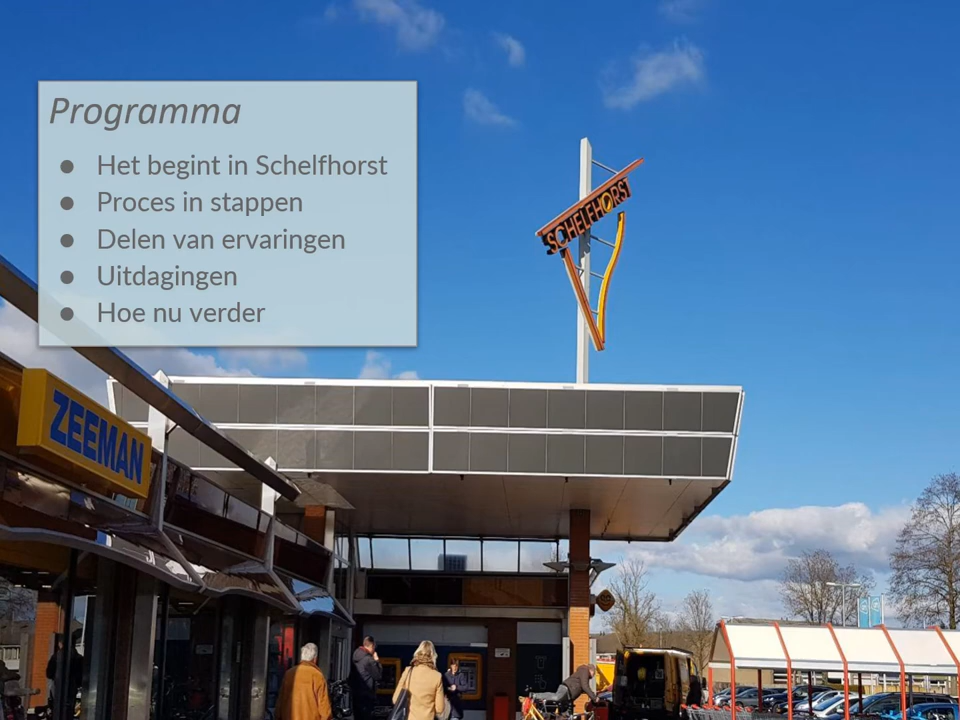 Programma
● Het begint in Schelfhorst
● Proces in stappen
● Delen van ervaringen
● Uitdagingen
● Hoe nu verder
SCHELFHORST
ZEEMAN